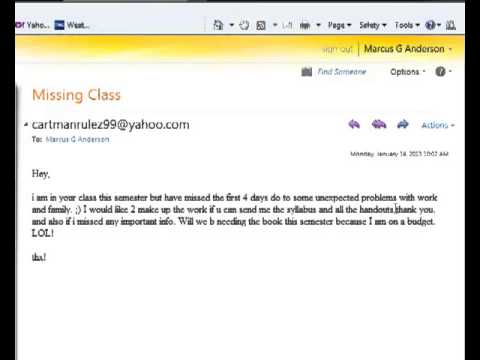 Yaho... West... Page Safety Tools
sign out Marcus G Anderson
Find Someone Options
Missing Class
cartmanrulez99@yahoo.com
Actions
To: Marcus G Anderson
Monday, January 14, 2013 10:02 AM
Hey,
i am in your class this semester but have missed the first 4 days do to some unexpected problems with work
and family. ;) I would like 2 make up the work if u can send me the syllabus and all the handouts,thank you.
and also if i missed any important info. Will we b needing the book this semester because I am on a budget.
LOL!
thx!